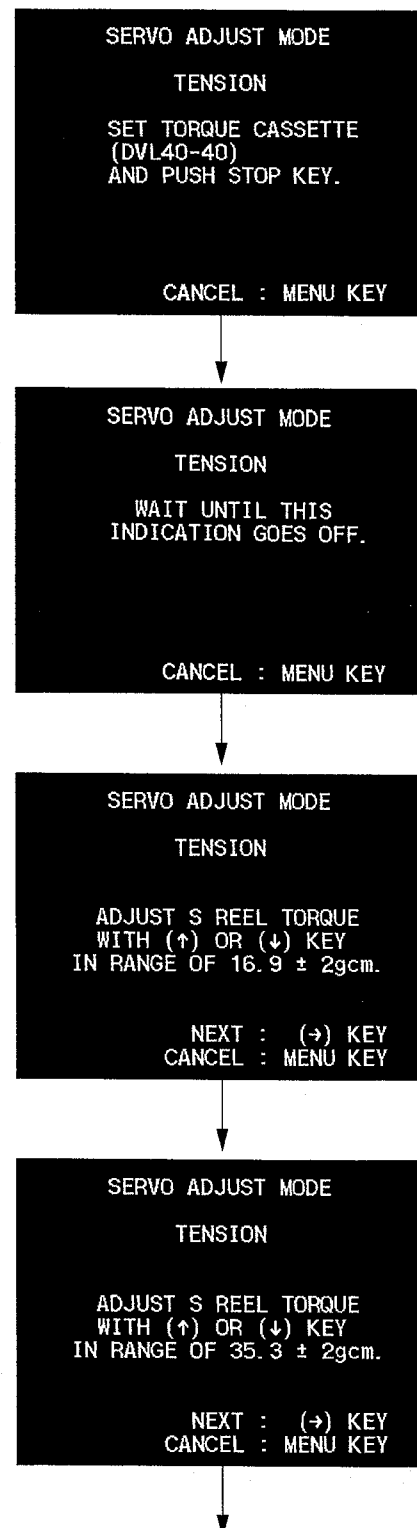 SERVO ADJUST MODE
TENSION
SET TORQUE CASSETTE
(DVL40-40)
AND PUSH STOP KEY.
CANCEL : MENU KEY
SERVO ADJUST MODE
TENSION
WAIT UNTIL THIS
INDICATION GOES OFF.
CANCEL : MENU KEY
SERVO ADJUST MODE
TENSION
ADJUST S REEL TORQUE
WITH (↑) OR (↓) KEY
IN RANGE OF 16.9 ± 2gcm.
NEXT : (→) KEY
CANCEL : MENU KEY
SERVO ADJUST MODE
TENSION
ADJUST S REEL TORQUE
WITH (↑) OR (↓) KEY
IN RANGE OF 35.3 ± 2gcm.
NEXT : (→) KEY
CANCEL : MENU KEY